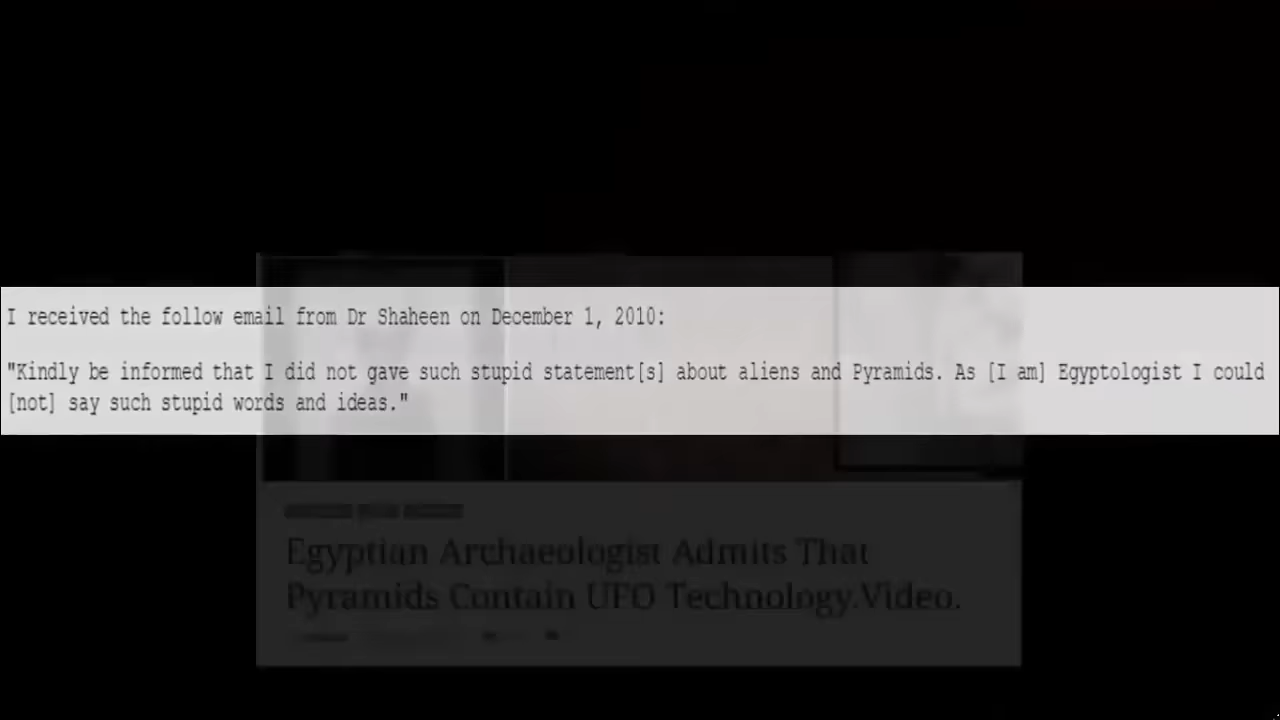 I received the follow email from Dr Shaheen on December 1, 2010:
"Kindly be informed that I did not gave such stupid statement[s] about aliens and Pyramids. As [I am] Egyptologist I could
[not] say such stupid words and ideas."
Egyptian Archaeologist Admits That
Pyramids Contain UFO Technology.Video.